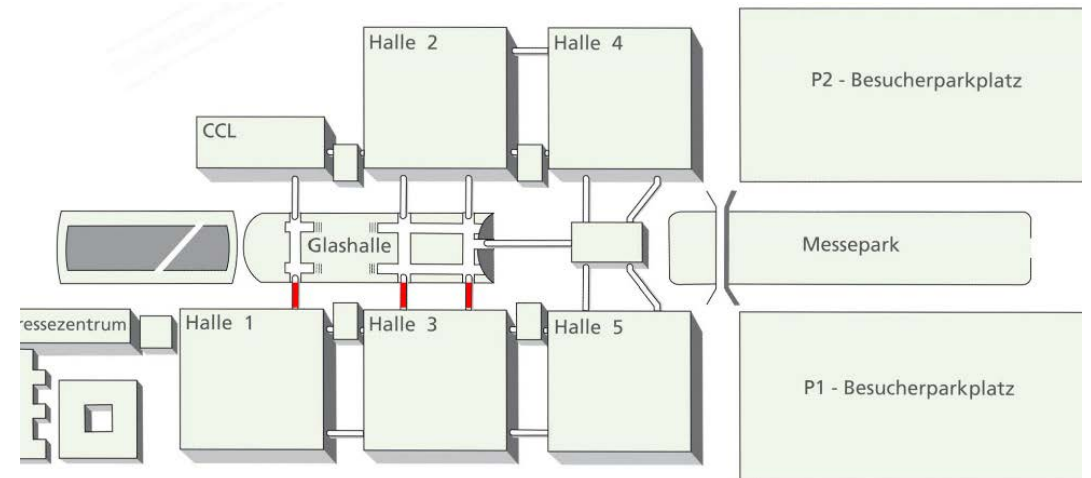 Halle 2
Halle 4
P2 - Besucherparkplatz
CCL
Glashalle
Messepark
ressezentrum
Halle 1
Halle 3
Halle 5
P1 - Besucherparkplatz